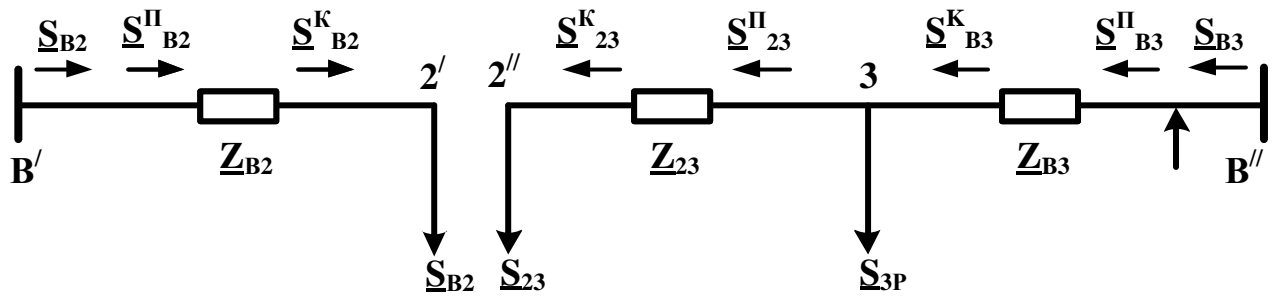 S_B2 S^П_B2 S^К_B2 S^К_23 S^П_23 S^К_B3 S^П_B3 S_B3
2/ 2// 3
B/ Z_B2 Z_23 Z_B3 B//
S_B2 S_23 S_3P